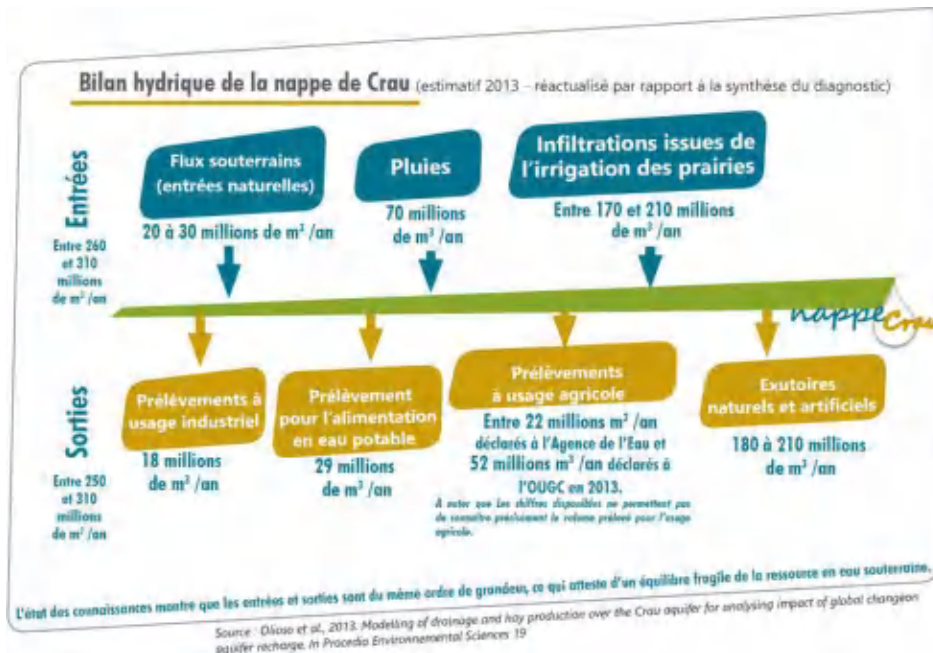 Bilan hydrique de la nappe de Crau (estimatif 2013 – réactualisé par rapport à la synthèse du diagnostic)
Entrées
Entre 260
et 310
millions
de m³ /an
Flux souterrains
(entrées naturelles)
20 à 30 millions de m³ /an
Pluies
70 millions
de m³ /an
Infiltrations issues de
l'irrigation des prairies
Entre 170 et 210 millions
de m³ /an
nappe Crau
Sorties
Entre 250
et 310
millions
de m³ /an
Prélèvements à
usage industriel
18 millions
de m³ /an
Prélèvement
pour l'alimentation
en eau potable
29 millions
de m³ /an
Prélèvements
à usage agricole
Entre 22 millions m³ /an
déclarés à l'Agence de l'Eau et
52 millions m³ /an déclarés à
l'OUGC en 2013.
A noter que Les chiffres disponibles ne permettent pas
de connaître précisément le volume prélevé pour l'usage
agricole.
Exutoires
naturels et artificiels
180 à 210 millions
de m³ /an
L'état des connaissances montre que les entrées et sorties sont du même ordre de grandeur, ce qui atteste d'un équilibre fragile de la ressource en eau souterraine.
Source : Olioso et al., 2013. Modelling of drainage and hay production over the Crau aquifer for analysing impact of global changeon
aquifer recharge. In Procedia Environnemental Sciences 19